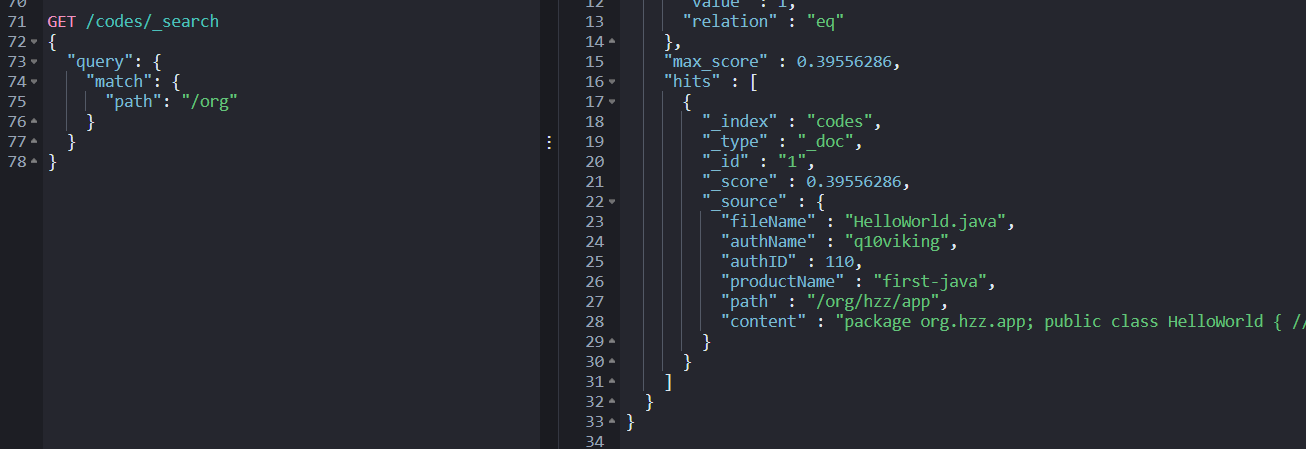 70
71 GET /codes/_search
72 {
73   "query": {
74     "match": {
75       "path": "/org"
76     }
77   }
78 }
12       "value" : 1,
13       "relation" : "eq"
14     },
15     "max_score" : 0.39556286,
16     "hits" : [
17       {
18         "_index" : "codes",
19         "_type" : "_doc",
20         "_id" : "1",
21         "_score" : 0.39556286,
22         "_source" : {
23           "fileName" : "HelloWorld.java",
24           "authName" : "q10viking",
25           "authID" : 110,
26           "productName" : "first-java",
27           "path" : "/org/hzz/app",
28           "content" : "package org.hzz.app; public class HelloWorld { //
29         }
30       }
31     ]
32   }
33 }
34